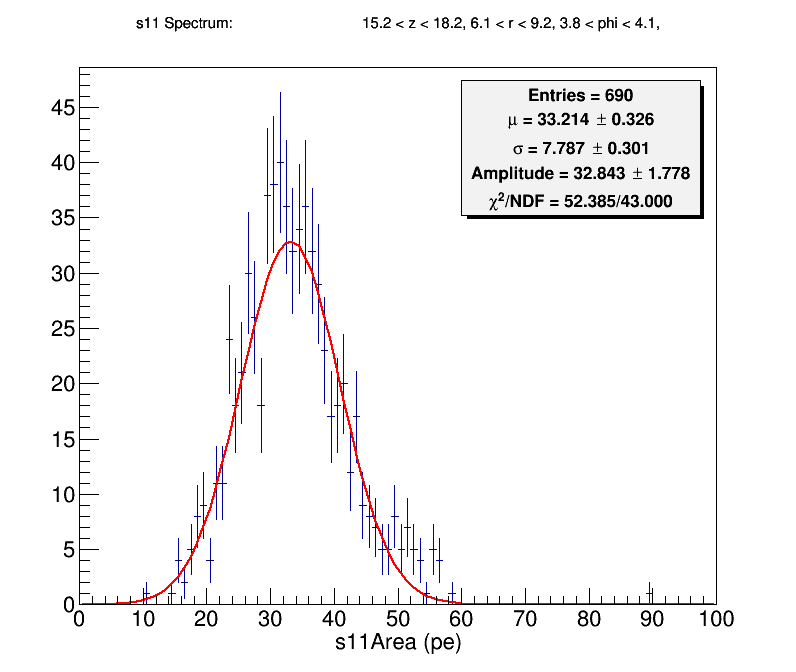 s11 Spectrum: 15.2 < z < 18.2, 6.1 < r < 9.2, 3.8 < phi < 4.1,
Entries = 690
μ = 33.214 ± 0.326
σ = 7.787 ± 0.301
Amplitude = 32.843 ± 1.778
χ²/NDF = 52.385/43.000
45
40
35
30
25
20
15
10
5
0
0 10 20 30 40 50 60 70 80 90 100
s11Area (pe)